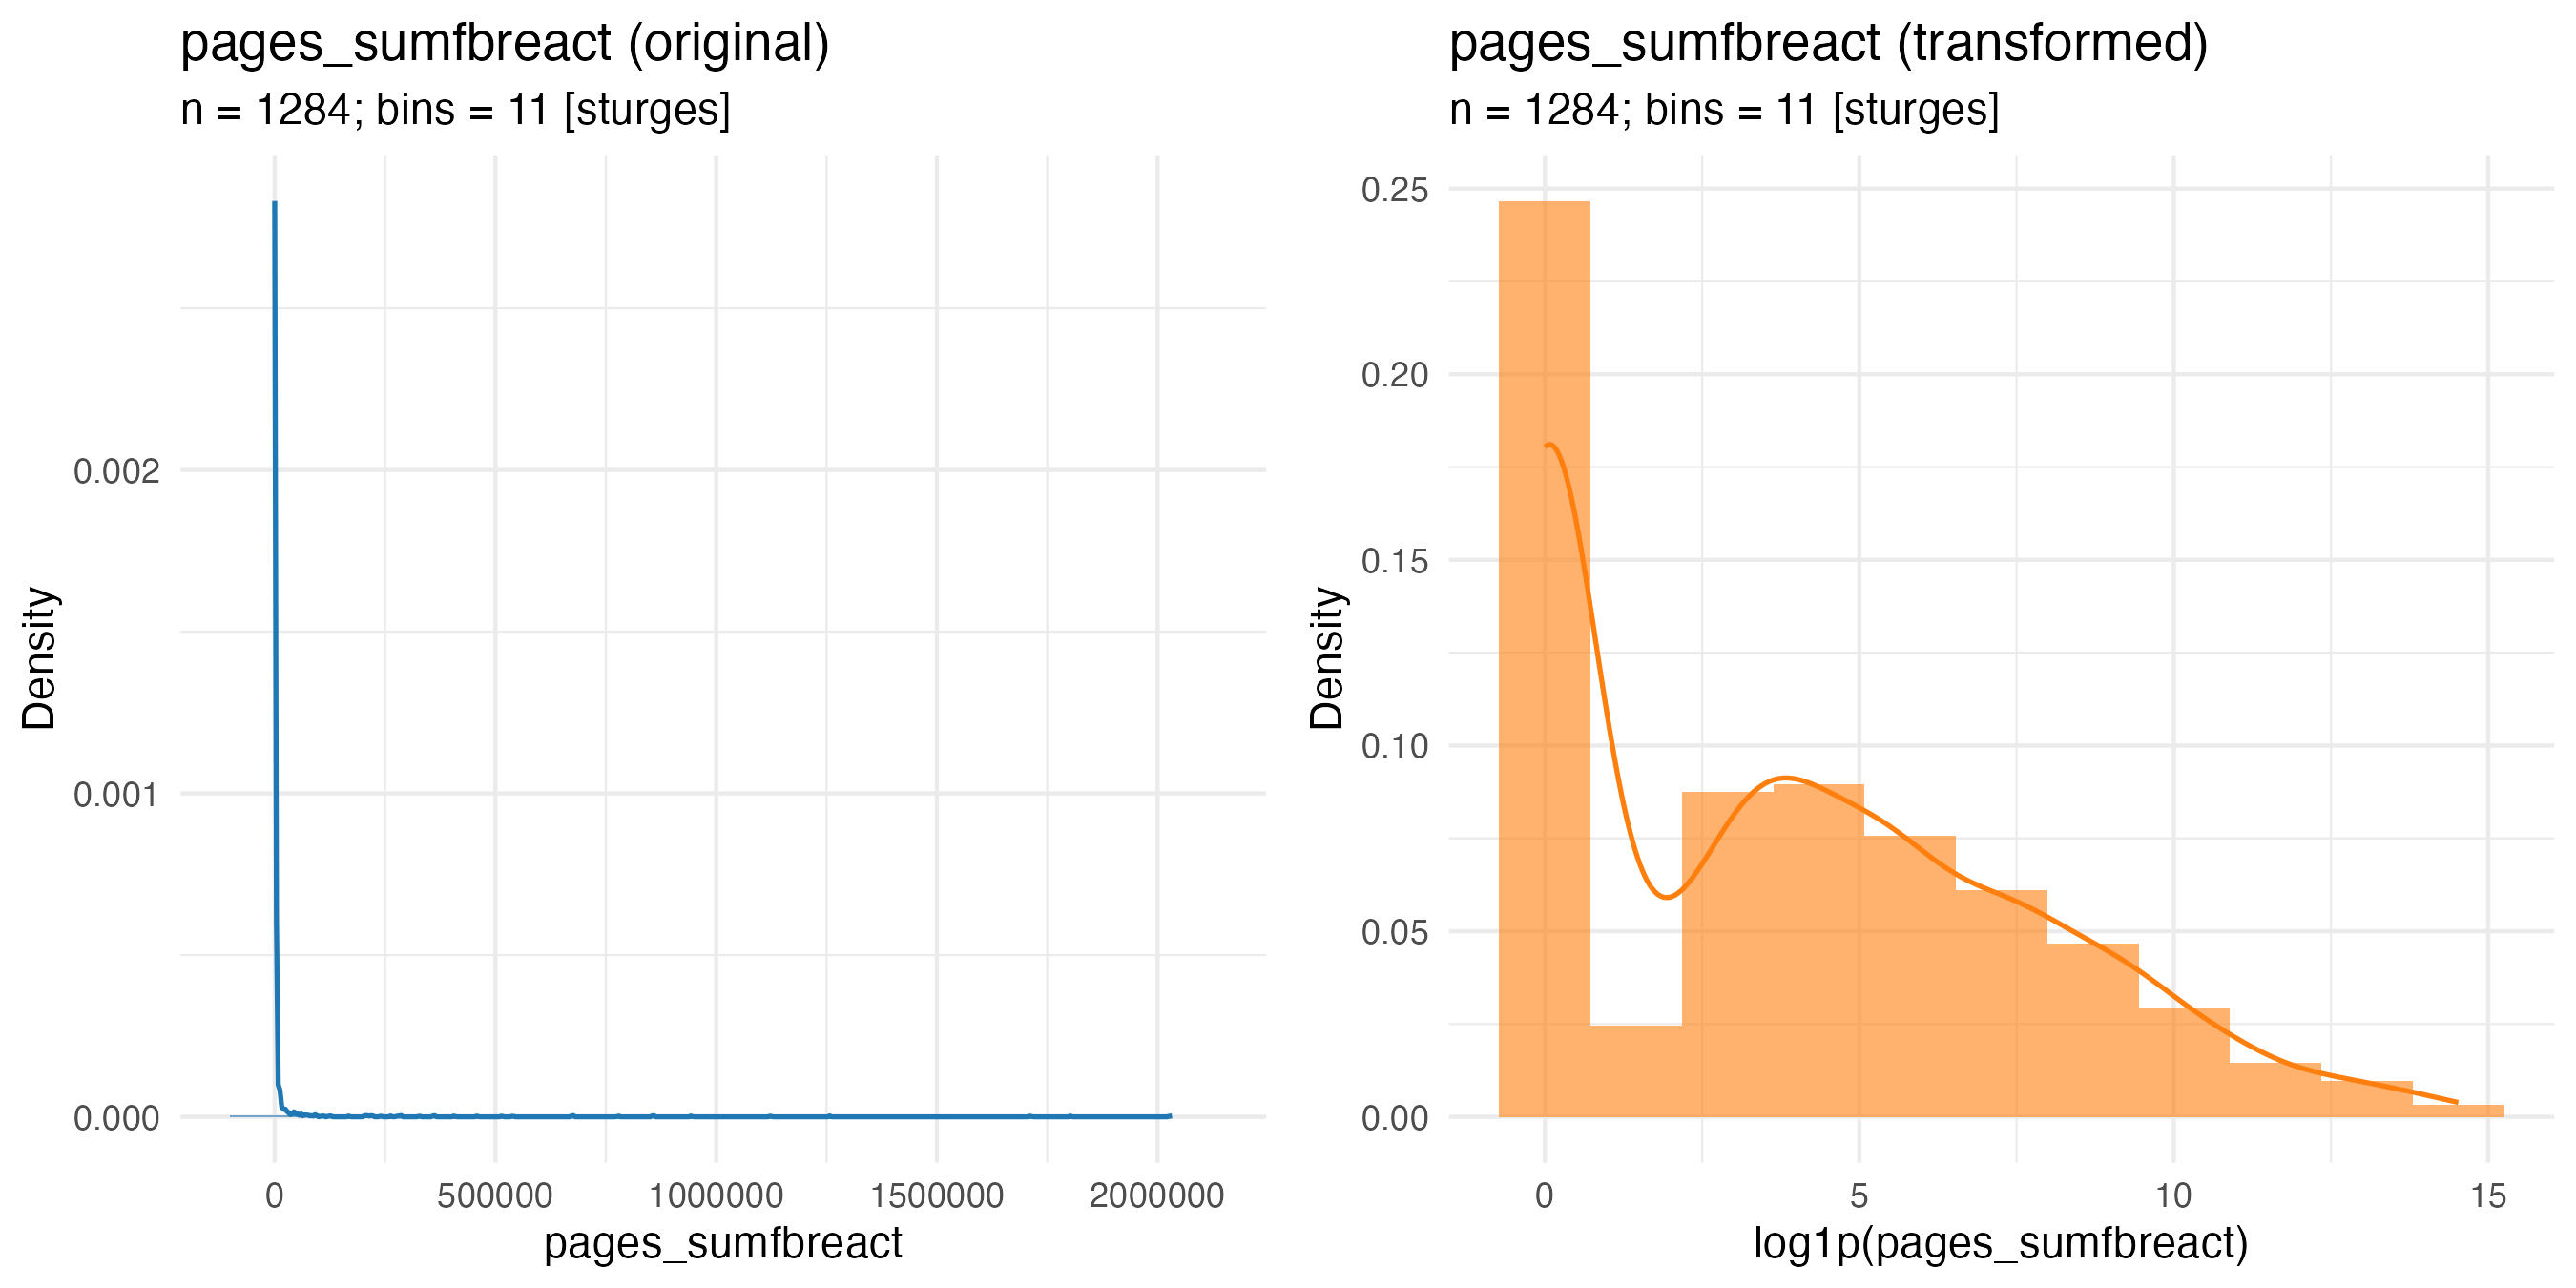 pages_sumfbreact (original)
n = 1284; bins = 11 [sturges]
Density
0.002
0.001
0.000
0 500000 1000000 1500000 2000000
pages_sumfbreact
pages_sumfbreact (transformed)
n = 1284; bins = 11 [sturges]
Density
0.25
0.20
0.15
0.10
0.05
0.00
0 5 10 15
log1p(pages_sumfbreact)